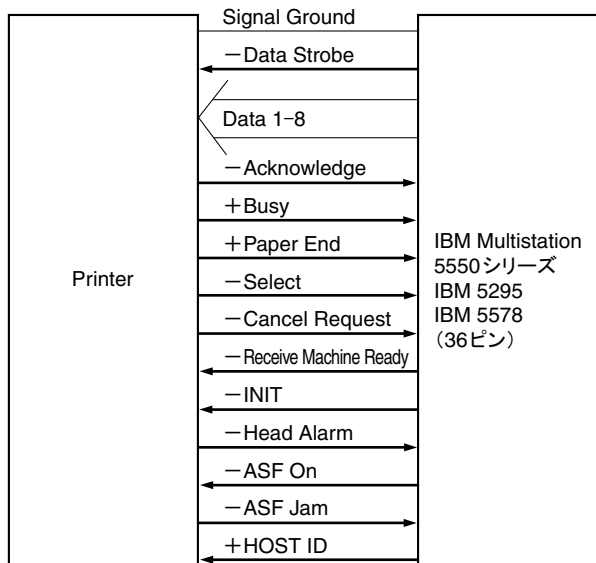 Signal Ground
－Data Strobe
Data 1-8
－Acknowledge
＋Busy
＋Paper End
－Select
－Cancel Request
－Receive Machine Ready
－INIT
－Head Alarm
－ASF On
－ASF Jam
＋HOST ID
Printer
IBM Multistation
5550シリーズ
IBM 5295
IBM 5578
（36ピン）